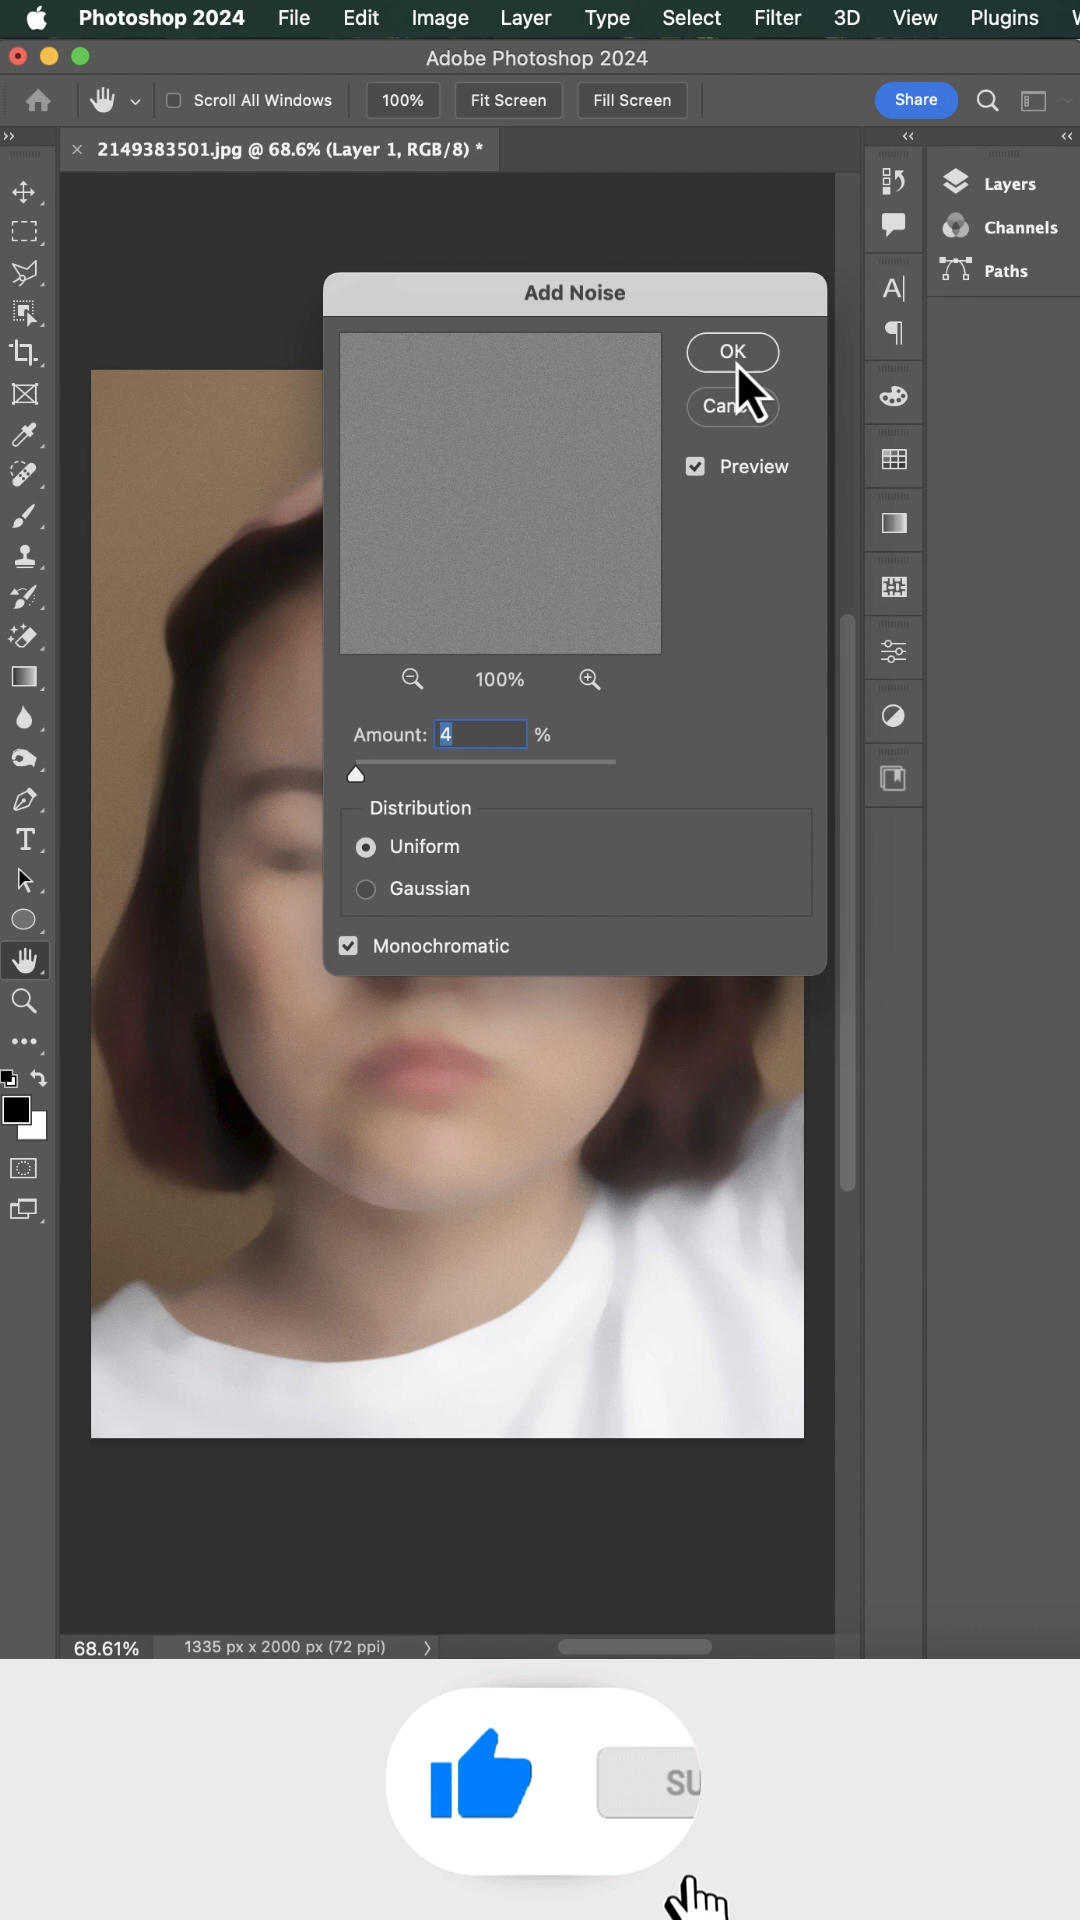 Photoshop 2024 File Edit Image Layer Type Select Filter 3D View Plugins
Adobe Photoshop 2024
Scroll All Windows 100% Fit Screen Fill Screen Share
× 2149383501.jpg @ 68.6% (Layer 1, RGB/8) *
Layers
Channels
Paths
Add Noise
OK
Preview
100%
Amount: 4 %
Distribution
Uniform
Gaussian
Monochromatic
68.61% 1335 px x 2000 px (72 ppi)
SU